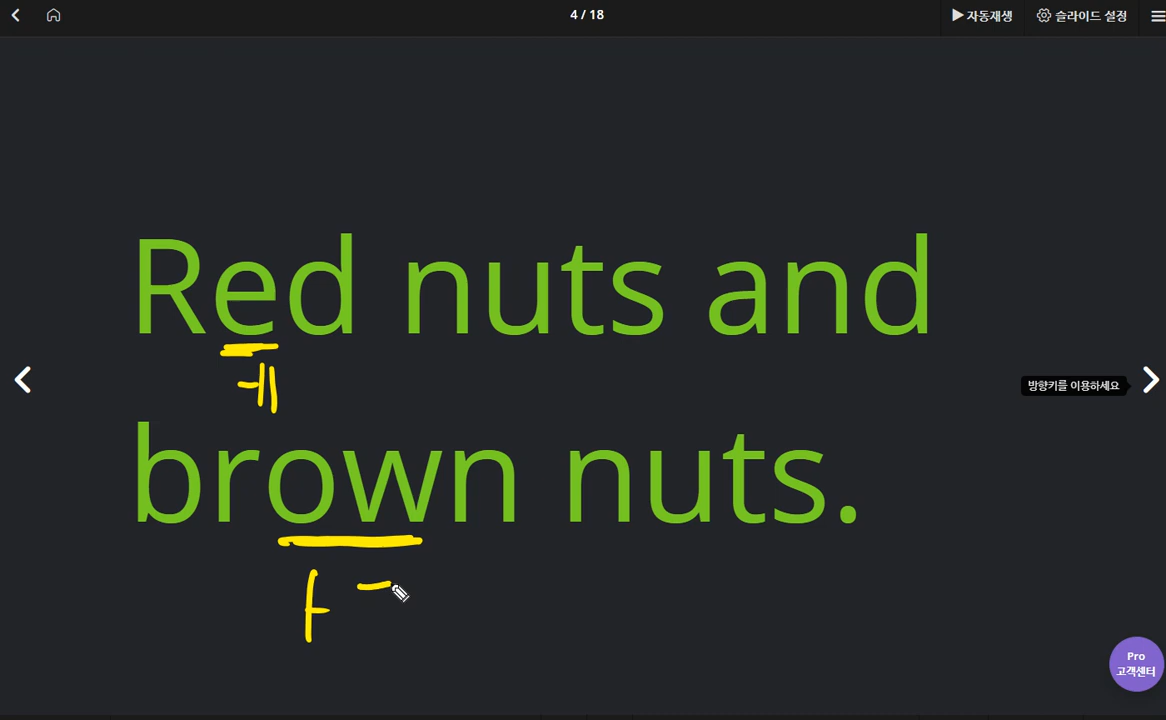 4 / 18
▶자동재생
슬라이드 설정
Red nuts and
ㅔ
방향키를 이용하세요
brown nuts.
ㅏ
Pro
고객센터